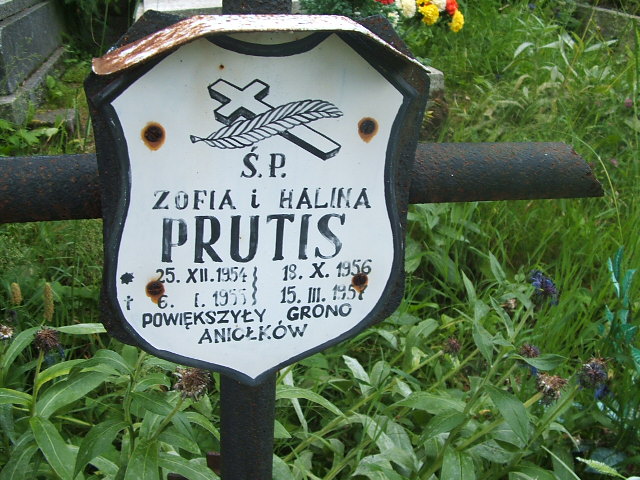 Ś.P.
ZOFIA i HALINA
PRUTIS
* 25.XII.1954 18.X.1956
† 6. I.1955 15.III.
POWIĘKSZYŁY GRONO
ANIOŁKÓW